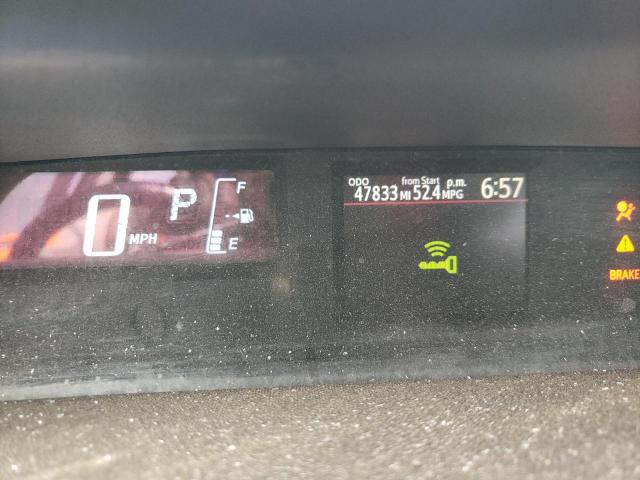 0 MPH
P
F
E
ODO from Start p.m. 6:57
47833 MI 52.4 MPG
BRAKE